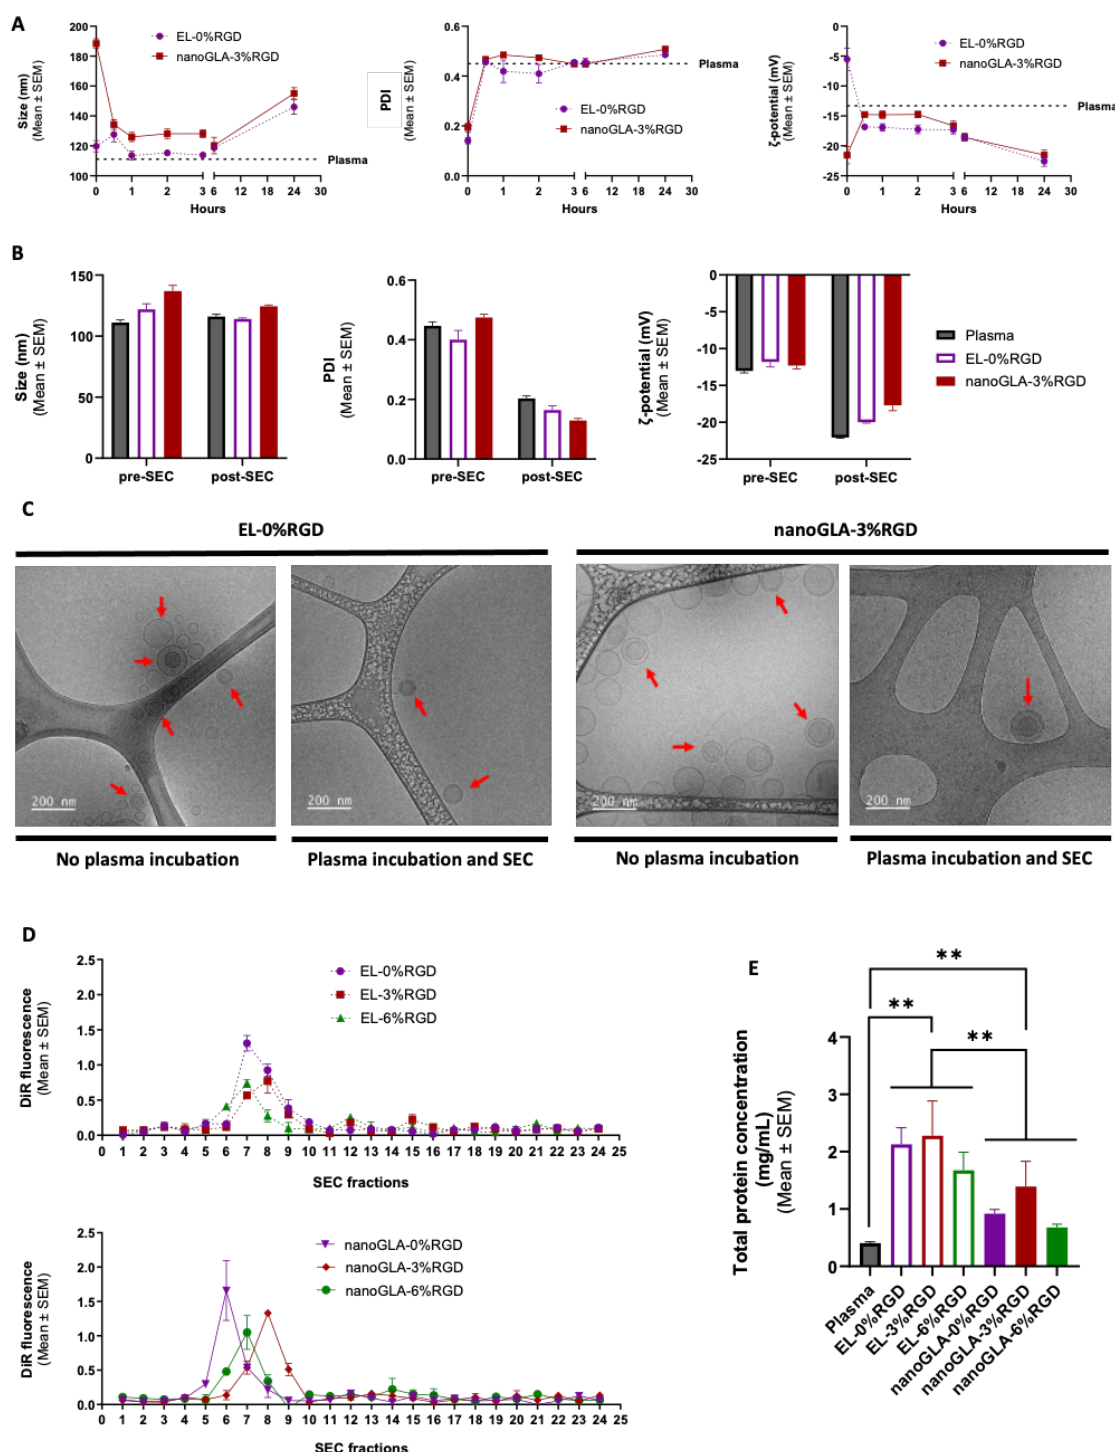 A
Size (nm)
(Mean ± SEM)
200
180
160
140
120
100
EL-0%RGD
nanoGLA-3%RGD
Plasma
0 1 2 3 6 12 18 24 30
Hours
PDI
(Mean ± SEM)
0.6
0.4
0.2
0.0
Plasma
EL-0%RGD
nanoGLA-3%RGD
0 1 2 3 6 12 18 24 30
Hours
ζ-potential (mV)
(Mean ± SEM)
0
-5
-10
-15
-20
-25
EL-0%RGD
nanoGLA-3%RGD
Plasma
0 1 2 3 6 12 18 24 30
Hours
B
Size (nm)
(Mean ± SEM)
150
100
50
0
pre-SEC post-SEC
PDI
(Mean ± SEM)
0.6
0.4
0.2
0.0
pre-SEC post-SEC
ζ-potential (mV)
(Mean ± SEM)
0
-5
-10
-15
-20
-25
pre-SEC post-SEC
Plasma
EL-0%RGD
nanoGLA-3%RGD
C
EL-0%RGD
nanoGLA-3%RGD
200 nm
200 nm
200 nm
200 nm
No plasma incubation
Plasma incubation and SEC
No plasma incubation
Plasma incubation and SEC
D
DiR fluorescence
(Mean ± SEM)
2.5
2.0
1.5
1.0
0.5
0.0
EL-0%RGD
EL-3%RGD
EL-6%RGD
0 1 2 3 4 5 6 7 8 9 10 11 12 13 14 15 16 17 18 19 20 21 22 23 24 25
SEC fractions
DiR fluorescence
(Mean ± SEM)
2.5
2.0
1.5
1.0
0.5
0.0
nanoGLA-0%RGD
nanoGLA-3%RGD
nanoGLA-6%RGD
0 1 2 3 4 5 6 7 8 9 10 11 12 13 14 15 16 17 18 19 20 21 22 23 24 25
SEC fractions
E
Total protein concentration
(mg/mL)
(Mean ± SEM)
4
3
2
1
0
**
**
**
Plasma
EL-0%RGD
EL-3%RGD
EL-6%RGD
nanoGLA-0%RGD
nanoGLA-3%RGD
nanoGLA-6%RGD